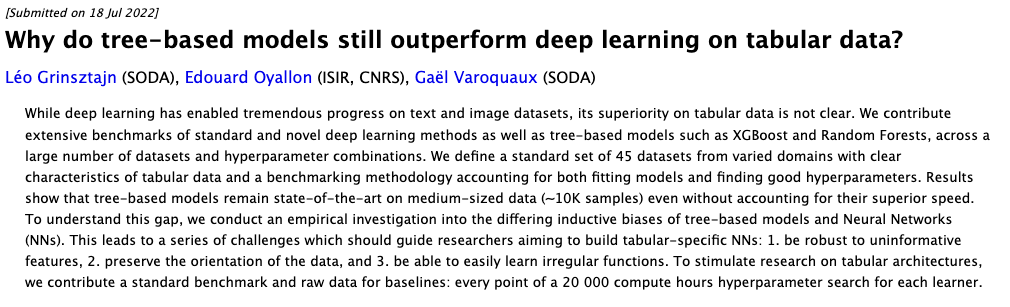 [Submitted on 18 Jul 2022]
Why do tree-based models still outperform deep learning on tabular data?
Léo Grinsztajn (SODA), Edouard Oyallon (ISIR, CNRS), Gaël Varoquaux (SODA)
While deep learning has enabled tremendous progress on text and image datasets, its superiority on tabular data is not clear. We contribute
extensive benchmarks of standard and novel deep learning methods as well as tree-based models such as XGBoost and Random Forests, across a
large number of datasets and hyperparameter combinations. We define a standard set of 45 datasets from varied domains with clear
characteristics of tabular data and a benchmarking methodology accounting for both fitting models and finding good hyperparameters. Results
show that tree-based models remain state-of-the-art on medium-sized data (~10K samples) even without accounting for their superior speed.
To understand this gap, we conduct an empirical investigation into the differing inductive biases of tree-based models and Neural Networks
(NNs). This leads to a series of challenges which should guide researchers aiming to build tabular-specific NNs: 1. be robust to uninformative
features, 2. preserve the orientation of the data, and 3. be able to easily learn irregular functions. To stimulate research on tabular architectures,
we contribute a standard benchmark and raw data for baselines: every point of a 20 000 compute hours hyperparameter search for each learner.